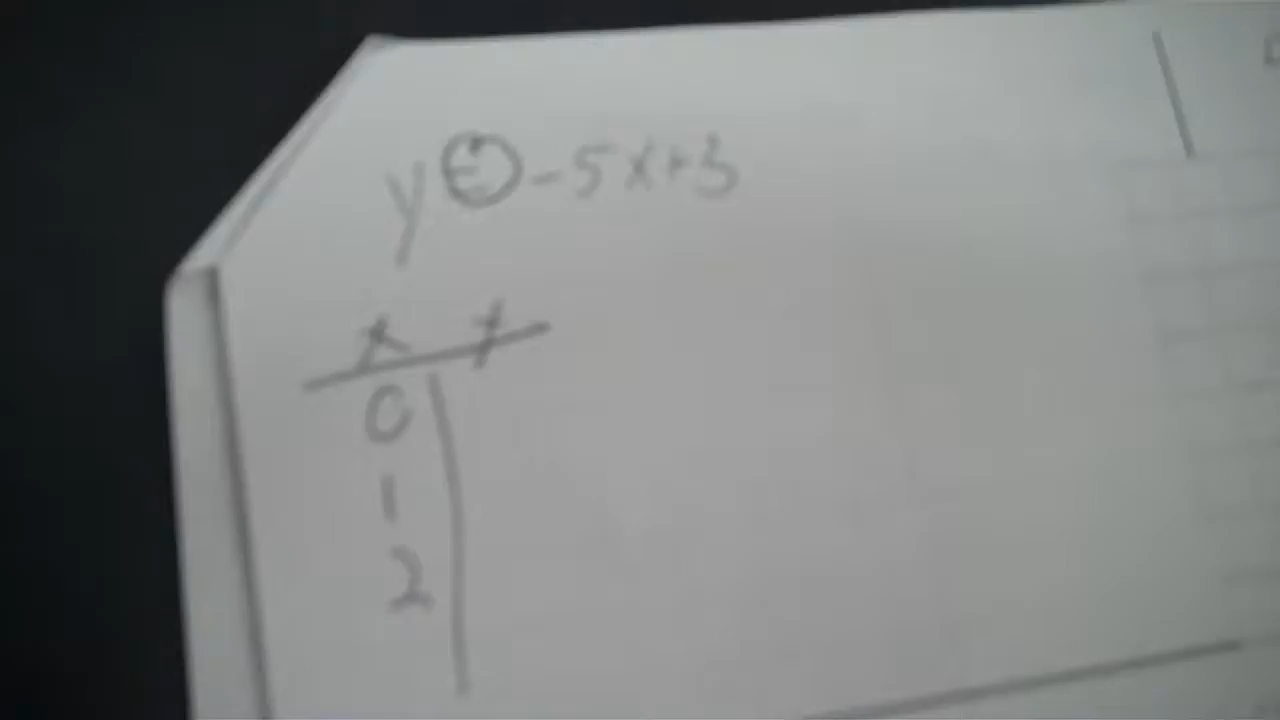 y = -5x+3
x y
0
1
2